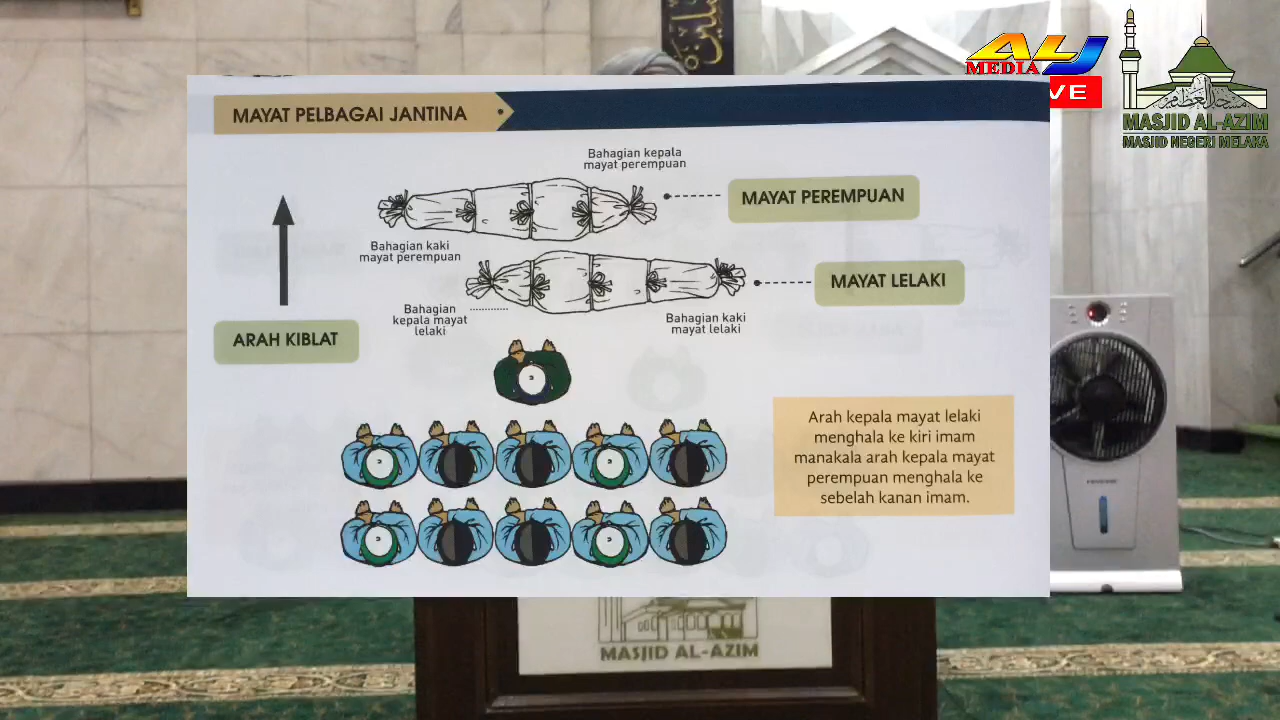 AY
MEDIA
VE
MASJID AL-AZIM
MASJID NEGERI MELAKA
MAYAT PELBAGAI JANTINA
Bahagian kepala
mayat perempuan
MAYAT PEREMPUAN
Bahagian kaki
mayat perempuan
MAYAT LELAKI
Bahagian
kepala mayat
lelaki
Bahagian kaki
mayat lelaki
ARAH KIBLAT
Arah kepala mayat lelaki
menghala ke kiri imam
manakala arah kepala mayat
perempuan menghala ke
sebelah kanan imam.
MASJID AL-AZIM